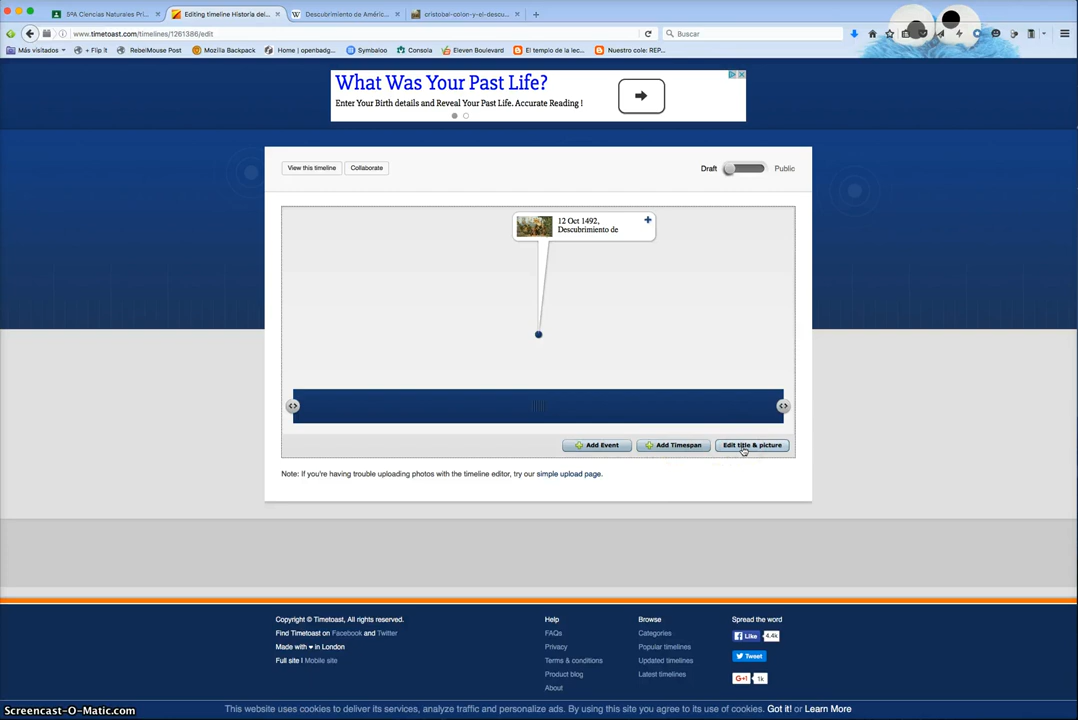 5ªA Ciencias Naturales Pri...
Editing timeline Historia del...
Descubrimiento de Améric...
cristobal-colon-y-el-descu...
www.timetoast.com/timelines/1261386/edit
Buscar
Más visitados
+ Flip it
RebelMouse Post
Mozilla Backpack
Home | openbadg...
Symbaloo
Consola
Eleven Boulevard
El templo de la lec...
Nuestro cole: REP...
What Was Your Past Life?
Enter Your Birth details and Reveal Your Past Life. Accurate Reading !
View this timeline
Collaborate
Draft
Public
12 Oct 1492,
Descubrimiento de
Add Event
Add Timespan
Edit title & picture
Note: If you're having trouble uploading photos with the timeline editor, try our simple upload page.
Copyright © Timetoast, All rights reserved.
Find Timetoast on Facebook and Twitter
Made with ♥ in London
Full site | Mobile site
Help
FAQs
Privacy
Terms & conditions
Product blog
About
Browse
Categories
Popular timelines
Updated timelines
Latest timelines
Spread the word
Like 4,4k
Tweet
G+1 1k
This website uses cookies to deliver its services, analyze traffic and personalize ads. By using this site you agree to its use of cookies. Got it! or Learn More
Screencast-O-Matic.com